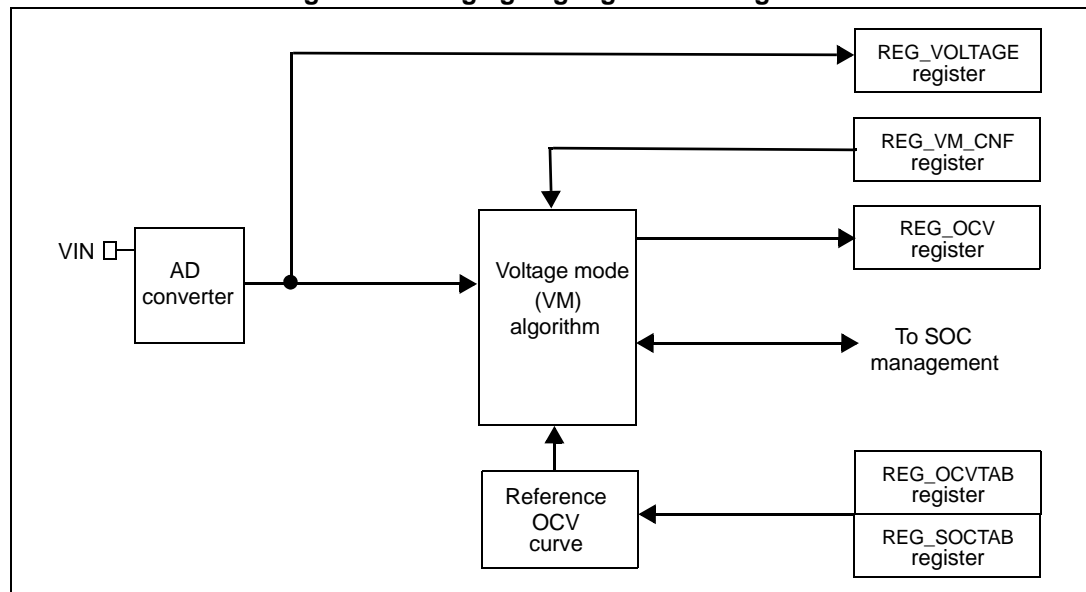 REG_VOLTAGE
register
REG_VM_CNF
register
REG_OCV
register
VIN
AD
converter
Voltage mode
(VM)
algorithm
To SOC
management
Reference
OCV
curve
REG_OCVTAB
register
REG_SOCTAB
register